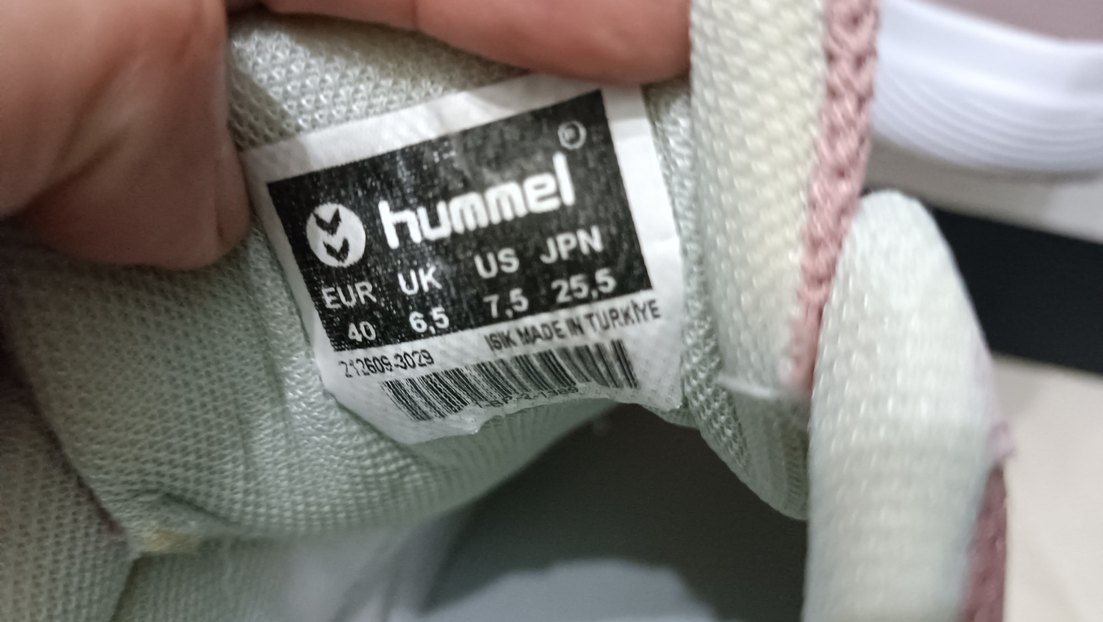 hummel®
EUR UK US JPN
40 6,5 7,5 25,5
212609-3029 ISIK MADE IN TURKİYE